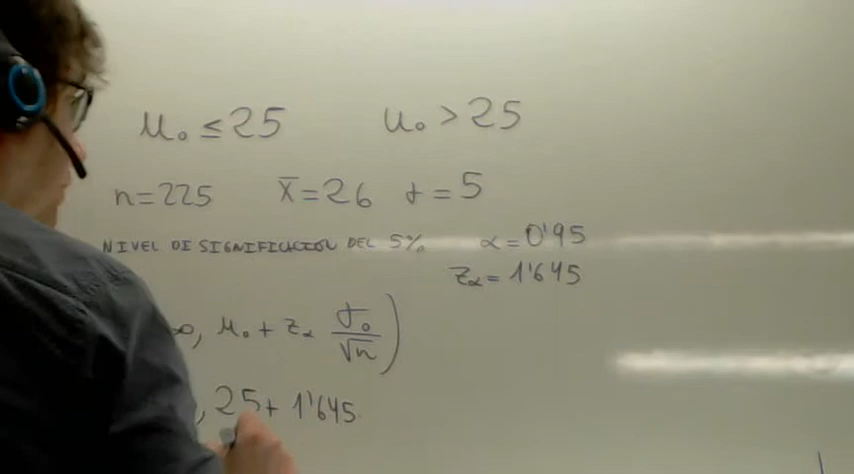 μ₀ ≤ 25 μ₀ > 25
n = 225 x̄ = 26 σ = 5
NIVEL DE SIGNIFICACION DEL 5% α = 0'95
z_α = 1'645
∞, μ₀ + z_α σ₀/√n )
, 25 + 1'645